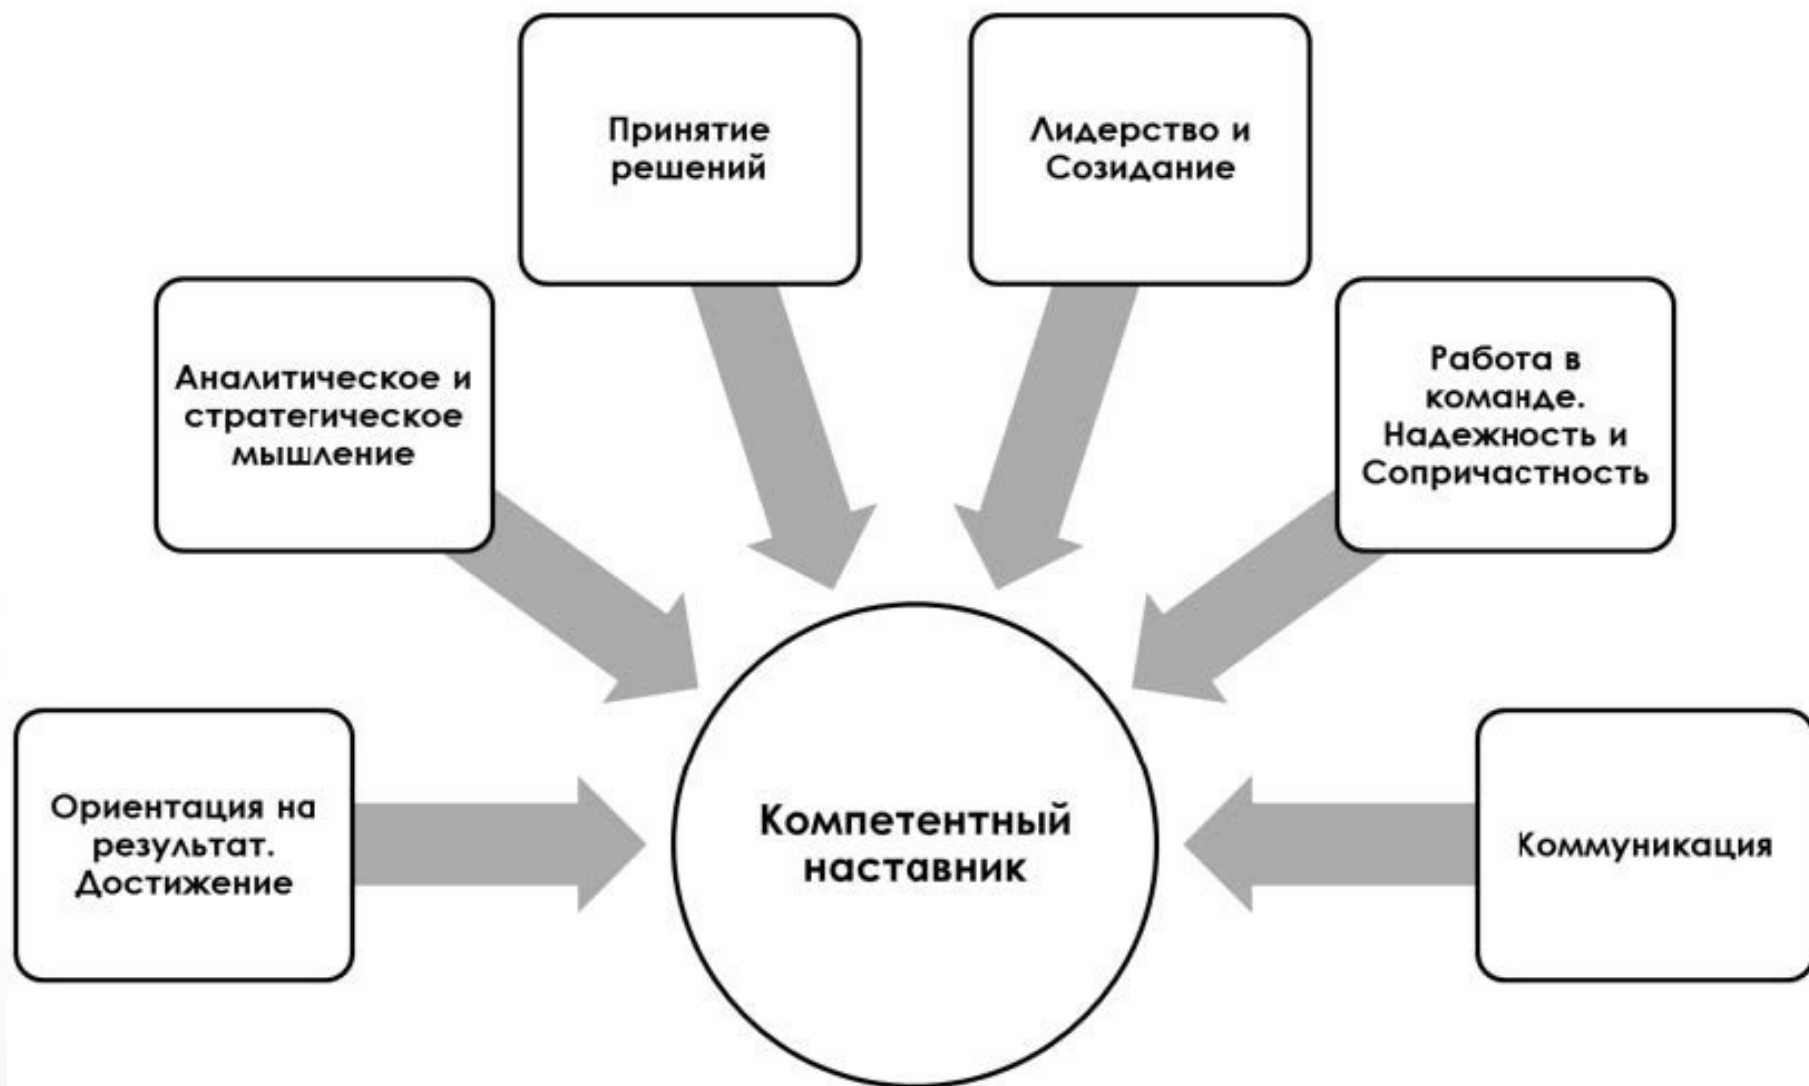 Принятие
решений
Лидерство и
Созидание
Аналитическое и
стратегическое
мышление
Работа в
команде.
Надежность и
Сопричастность
Ориентация на
результат.
Достижение
Компетентный
наставник
Коммуникация